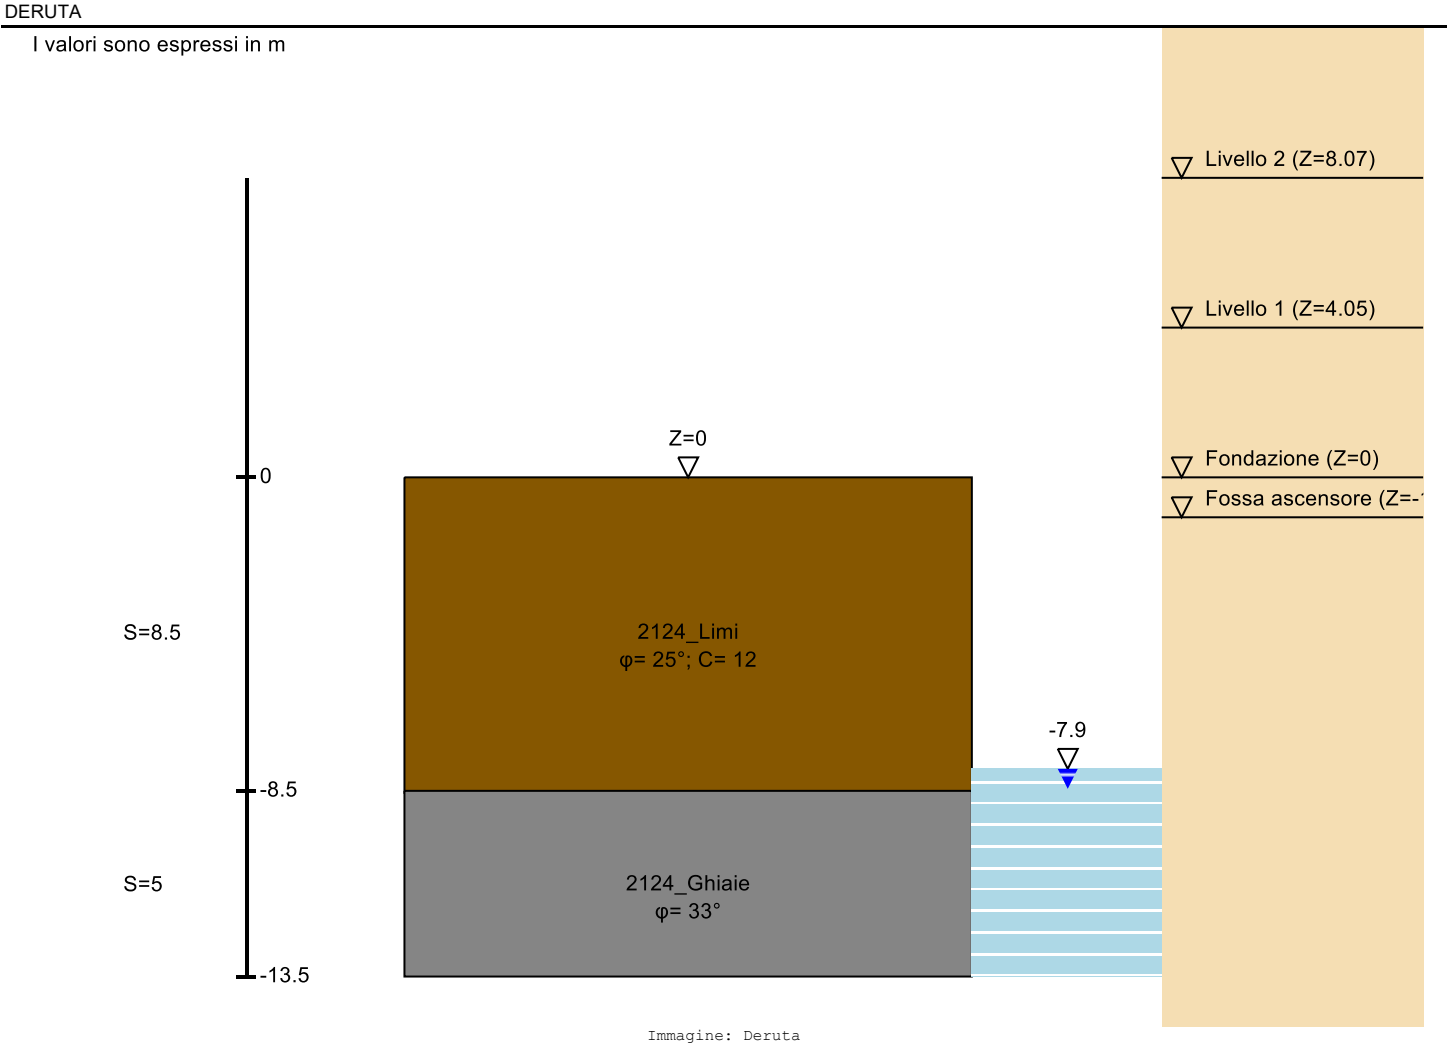 DERUTA
I valori sono espressi in m
Livello 2 (Z=8.07)
Livello 1 (Z=4.05)
Z=0
Fondazione (Z=0)
0
Fossa ascensore (Z=-
S=8.5
2124_Limi
φ= 25°; C= 12
-7.9
-8.5
S=5
2124_Ghiaie
φ= 33°
-13.5
Immagine: Deruta